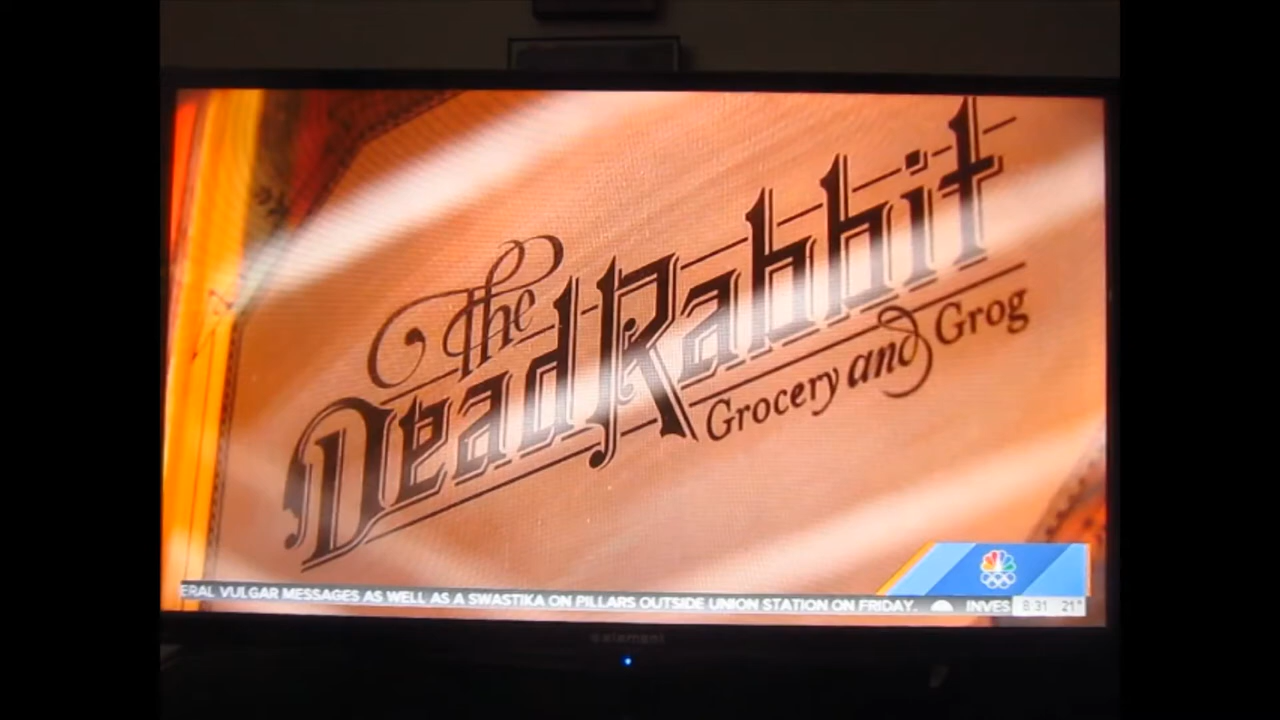 The
Dead Rabbit
Grocery and Grog
ERAL VULGAR MESSAGES AS WELL AS A SWASTIKA ON PILLARS OUTSIDE UNION STATION ON FRIDAY. INVES
8:31 21°
element